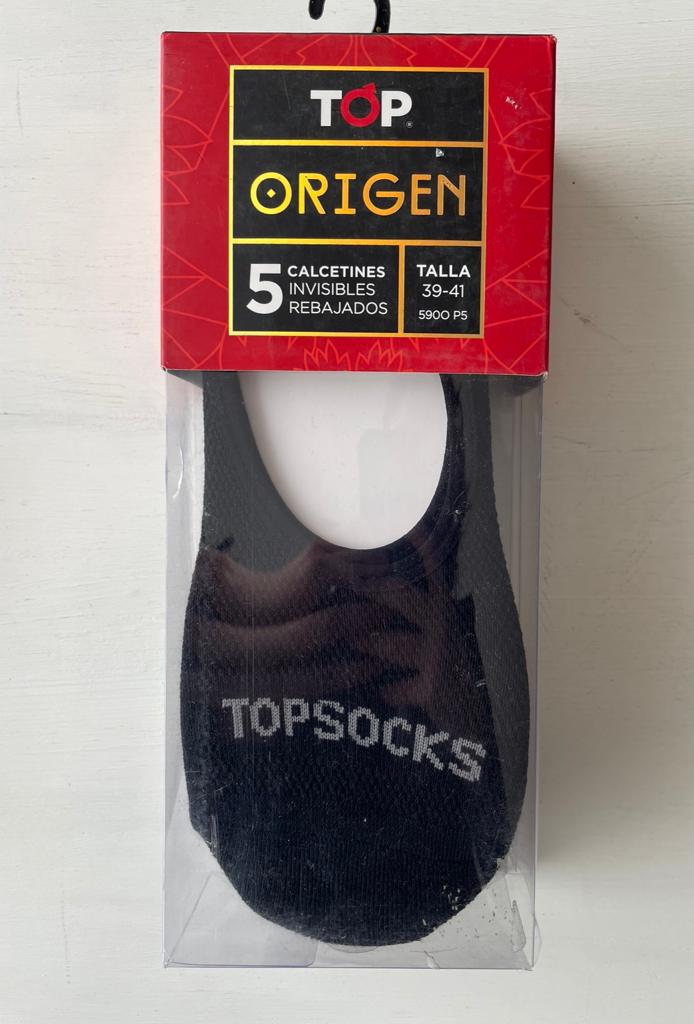 TOP®
ORIGEN
5 CALCETINES
INVISIBLES
REBAJADOS
TALLA
39-41
5900 P5
TOPSOCKS